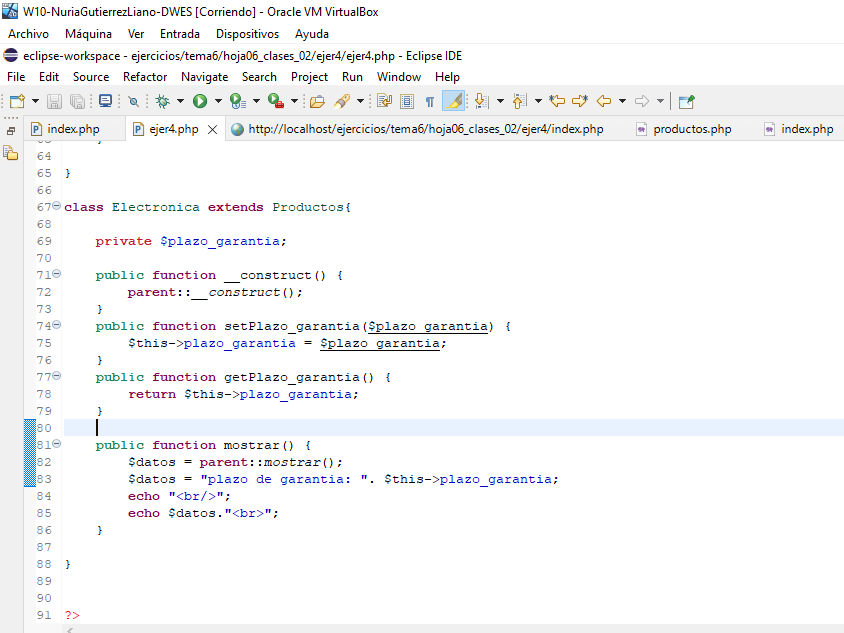 W10-NuriaGutierrezLiano-DWES [Corriendo] - Oracle VM VirtualBox
Archivo Máquina Ver Entrada Dispositivos Ayuda
eclipse-workspace - ejercicios/tema6/hoja06_clases_02/ejer4/ejer4.php - Eclipse IDE
File Edit Source Refactor Navigate Search Project Run Window Help
index.php ejer4.php http://localhost/ejercicios/tema6/hoja06_clases_02/ejer4/index.php productos.php index.php
64
65 }
66
67 class Electronica extends Productos{
68
69 private $plazo_garantia;
70
71 public function __construct() {
72 parent::__construct();
73 }
74 public function setPlazo_garantia($plazo_garantia) {
75 $this->plazo_garantia = $plazo_garantia;
76 }
77 public function getPlazo_garantia() {
78 return $this->plazo_garantia;
79 }
80
81 public function mostrar() {
82 $datos = parent::mostrar();
83 $datos = "plazo de garantia: ". $this->plazo_garantia;
84 echo "<br/>";
85 echo $datos."<br>";
86 }
87
88 }
89
90
91 ?>